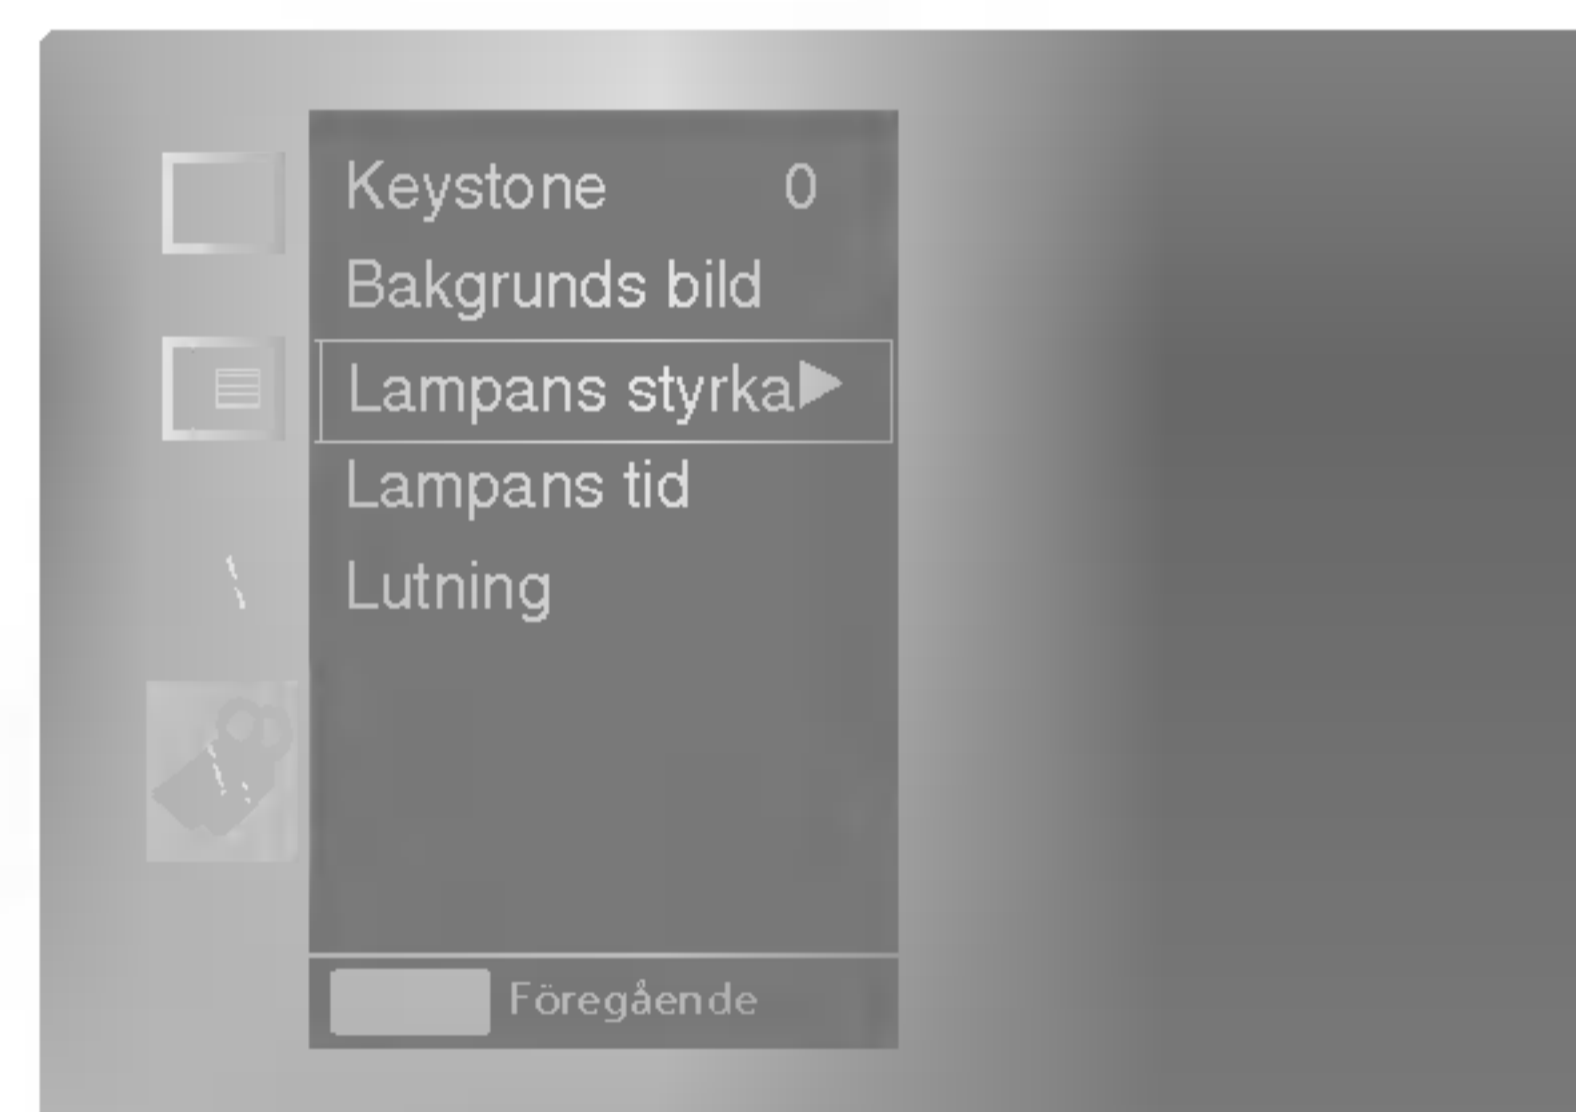 Keystone 0
Bakgrunds bild
Lampans styrka▶
Lampans tid
Lutning
Föregående